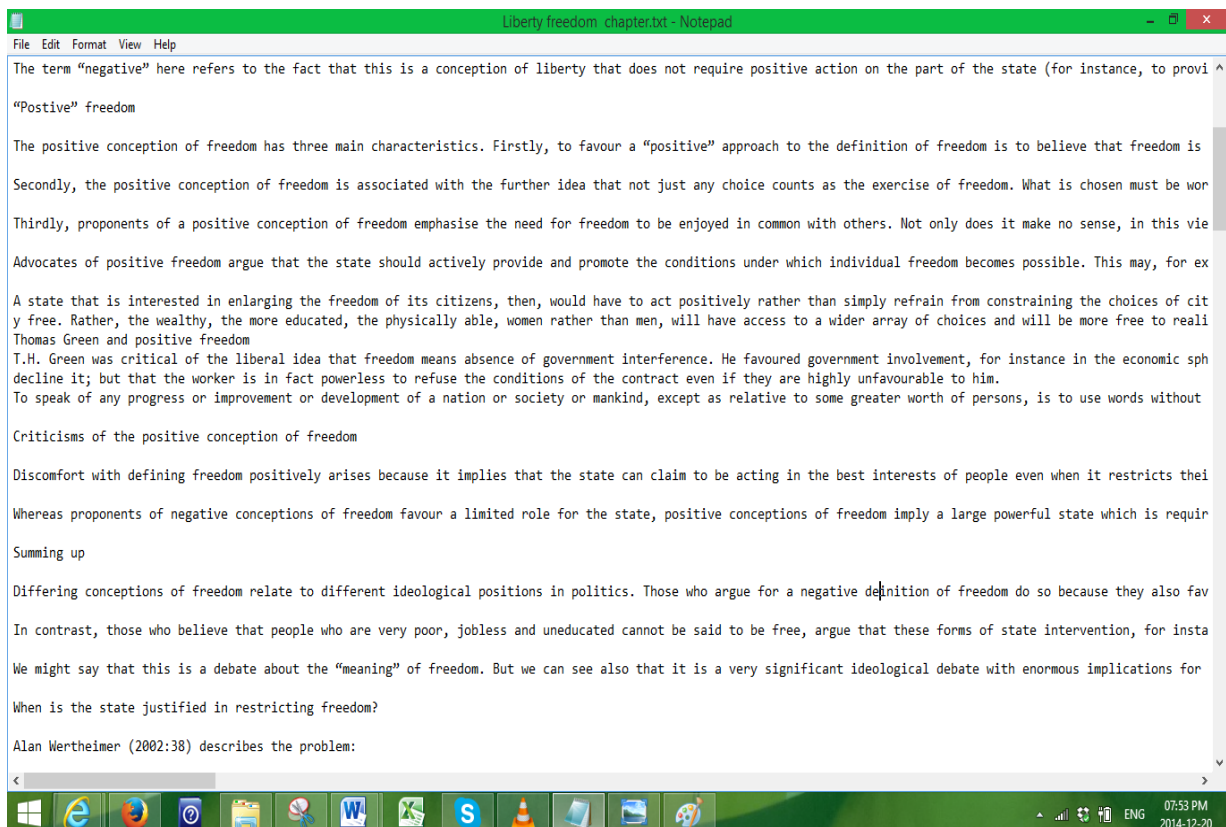 Liberty freedom chapter.txt - Notepad
File Edit Format View Help
The term “negative” here refers to the fact that this is a conception of liberty that does not require positive action on the part of the state (for instance, to provi
“Postive” freedom
The positive conception of freedom has three main characteristics. Firstly, to favour a “positive” approach to the definition of freedom is to believe that freedom is
Secondly, the positive conception of freedom is associated with the further idea that not just any choice counts as the exercise of freedom. What is chosen must be wor
Thirdly, proponents of a positive conception of freedom emphasise the need for freedom to be enjoyed in common with others. Not only does it make no sense, in this vie
Advocates of positive freedom argue that the state should actively provide and promote the conditions under which individual freedom becomes possible. This may, for ex
A state that is interested in enlarging the freedom of its citizens, then, would have to act positively rather than simply refrain from constraining the choices of cit
y free. Rather, the wealthy, the more educated, the physically able, women rather than men, will have access to a wider array of choices and will be more free to reali
Thomas Green and positive freedom
T.H. Green was critical of the liberal idea that freedom means absence of government interference. He favoured government involvement, for instance in the economic sph
decline it; but that the worker is in fact powerless to refuse the conditions of the contract even if they are highly unfavourable to him.
To speak of any progress or improvement or development of a nation or society or mankind, except as relative to some greater worth of persons, is to use words without
Criticisms of the positive conception of freedom
Discomfort with defining freedom positively arises because it implies that the state can claim to be acting in the best interests of people even when it restricts thei
Whereas proponents of negative conceptions of freedom favour a limited role for the state, positive conceptions of freedom imply a large powerful state which is requir
Summing up
Differing conceptions of freedom relate to different ideological positions in politics. Those who argue for a negative definition of freedom do so because they also fav
In contrast, those who believe that people who are very poor, jobless and uneducated cannot be said to be free, argue that these forms of state intervention, for insta
We might say that this is a debate about the “meaning” of freedom. But we can see also that it is a very significant ideological debate with enormous implications for
When is the state justified in restricting freedom?
Alan Wertheimer (2002:38) describes the problem:
ENG
07:53 PM
2014-12-20